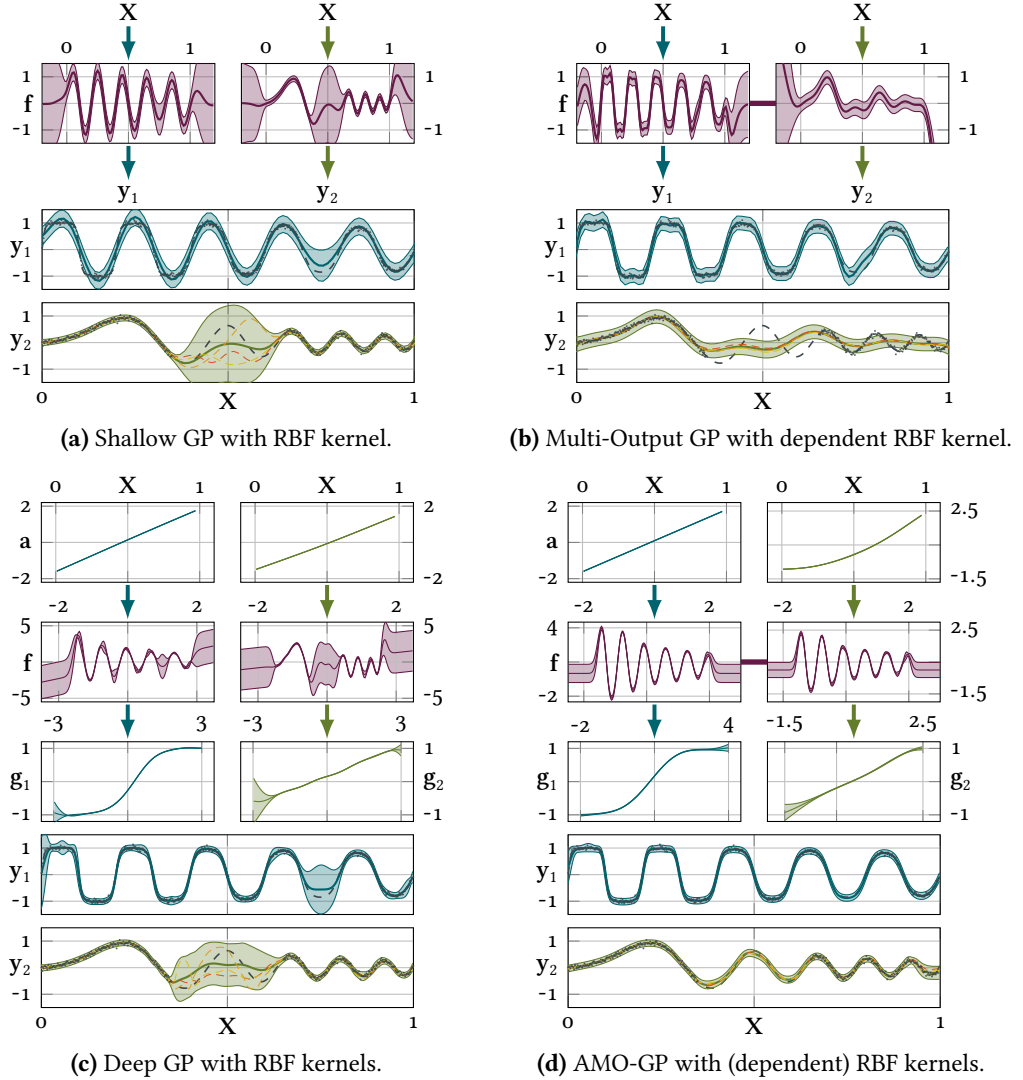 X X
0 1 0 1
f 1 -1 1 -1
y1 y2
y1 1 -1
y2 1 -1
0 X 1
(a) Shallow GP with RBF kernel.
X X
0 1 0 1
f 1 -1 1 -1
y1 y2
y1 1 -1
y2 1 -1
0 X 1
(b) Multi-Output GP with dependent RBF kernel.
0 X 1 0 X 1
a 2 -2 2 -2
-2 2 -2 2
f 5 -5 5 -5
-3 3 -3 3
g1 1 -1 1 -1 g2
y1 1 -1
y2 1 -1
0 X 1
(c) Deep GP with RBF kernels.
0 X 1 0 X 1
a 2 -2 2.5 -1.5
-2 2 -2 2
f 4 -2 2.5 -1.5
-2 4 -1.5 2.5
g1 1 -1 1 -1 g2
y1 1 -1
y2 1 -1
0 X 1
(d) AMO-GP with (dependent) RBF kernels.